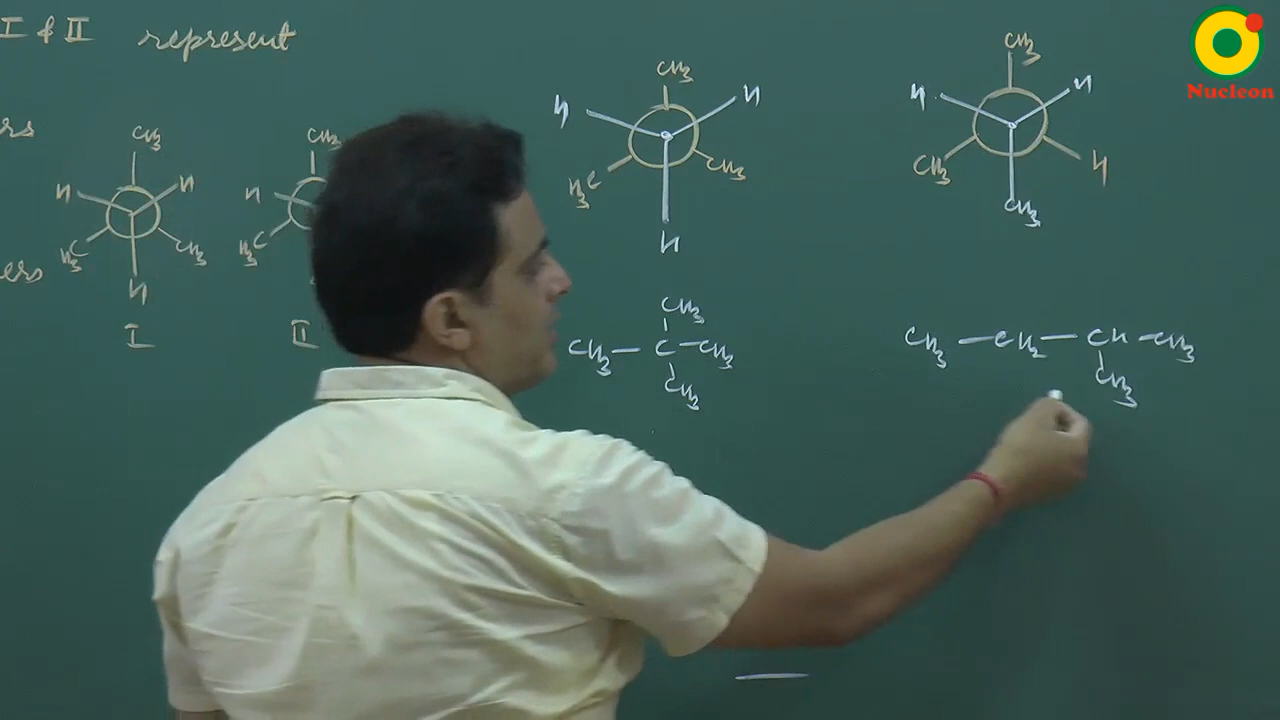 I & II represent
rs
ers
CH3
H
H
H3C
CH3
H
I
CH3
H
H3C
II
CH3
H
H
H3C
CH3
H
CH3
H
H
CH3
H
CH3
CH3
CH3 — C — CH3
CH3
CH3 — CH2 — CH — CH3
CH3
Nucleon